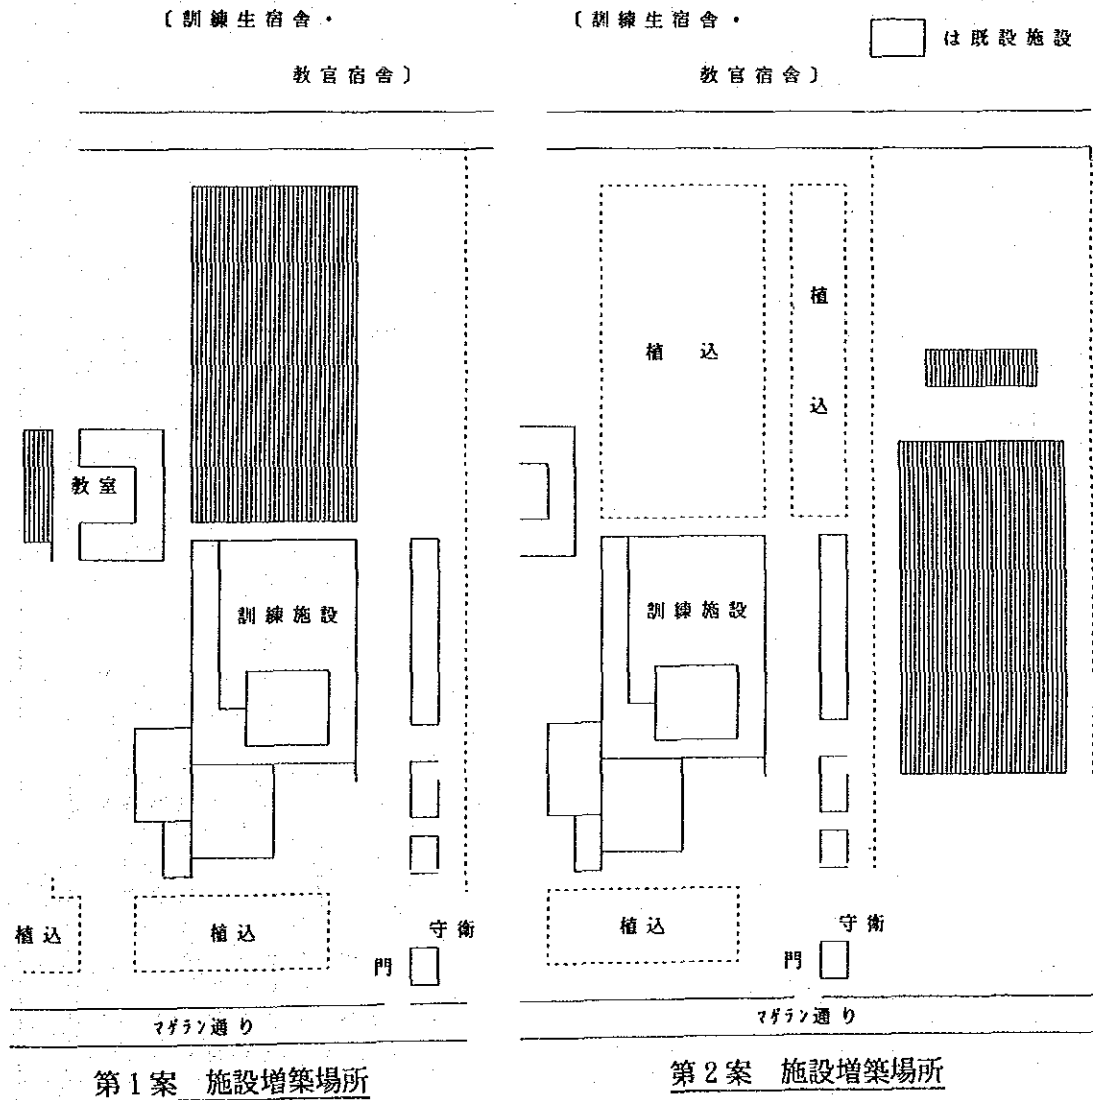 〔訓練生宿舎・
教官宿舎〕
教室
訓練施設
植込
植込
守衛
門
マゲラン通り
第1案 施設増築場所
〔訓練生宿舎・
教官宿舎〕
は既設施設
植込
植込
訓練施設
植込
守衛
門
マゲラン通り
第2案 施設増築場所